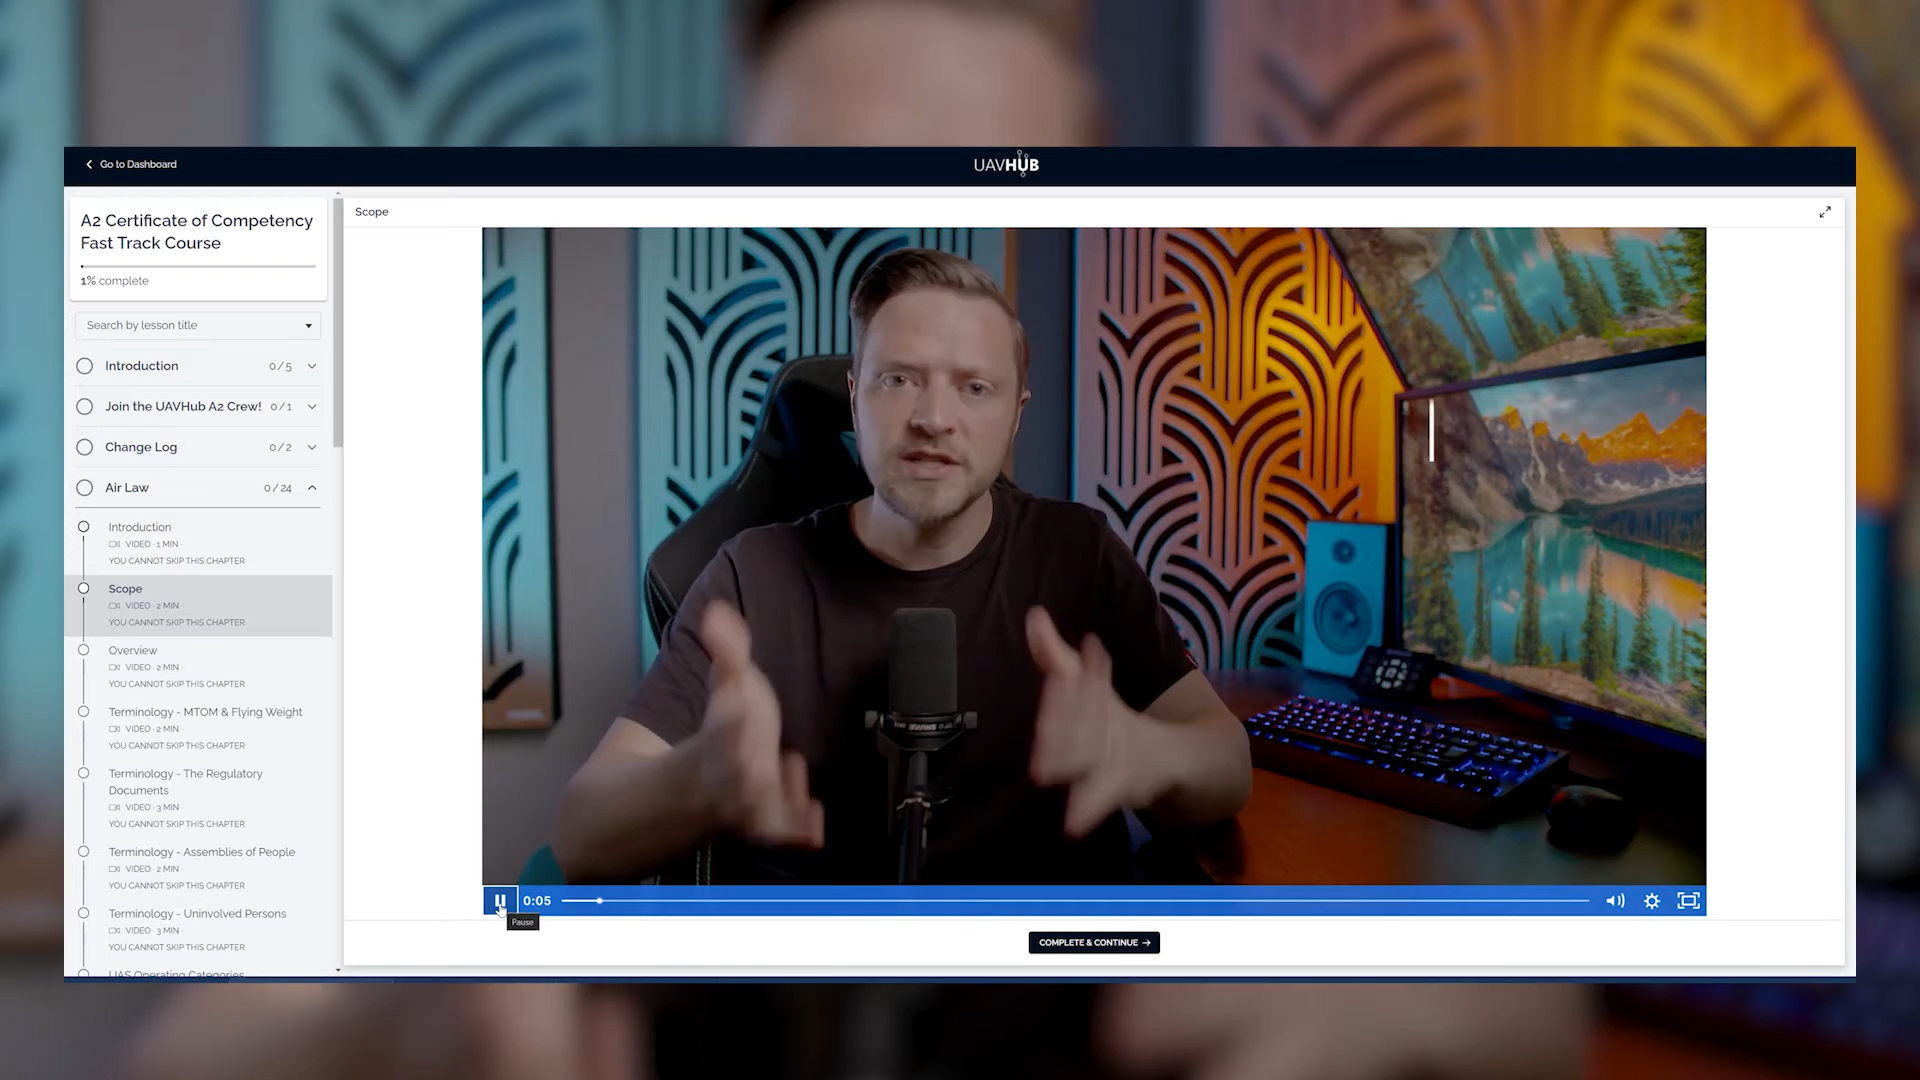 Go to Dashboard
UAVHUB
A2 Certificate of Competency
Fast Track Course
1% complete
Search by lesson title
Introduction 0 / 5
Join the UAVHub A2 Crew! 0 / 1
Change Log 0 / 2
Air Law 0 / 24
Introduction
VIDEO · 1 MIN ·
YOU CANNOT SKIP THIS CHAPTER
Scope
VIDEO · 2 MIN ·
YOU CANNOT SKIP THIS CHAPTER
Overview
VIDEO · 2 MIN ·
YOU CANNOT SKIP THIS CHAPTER
Terminology - MTOM & Flying Weight
VIDEO · 2 MIN ·
YOU CANNOT SKIP THIS CHAPTER
Terminology - The Regulatory
Documents
VIDEO · 3 MIN ·
YOU CANNOT SKIP THIS CHAPTER
Terminology - Assemblies of People
VIDEO · 2 MIN ·
YOU CANNOT SKIP THIS CHAPTER
Terminology - Uninvolved Persons
VIDEO · 3 MIN ·
YOU CANNOT SKIP THIS CHAPTER
UAS Operating Categories
Scope
SHURE
0:05
Pause
COMPLETE & CONTINUE →